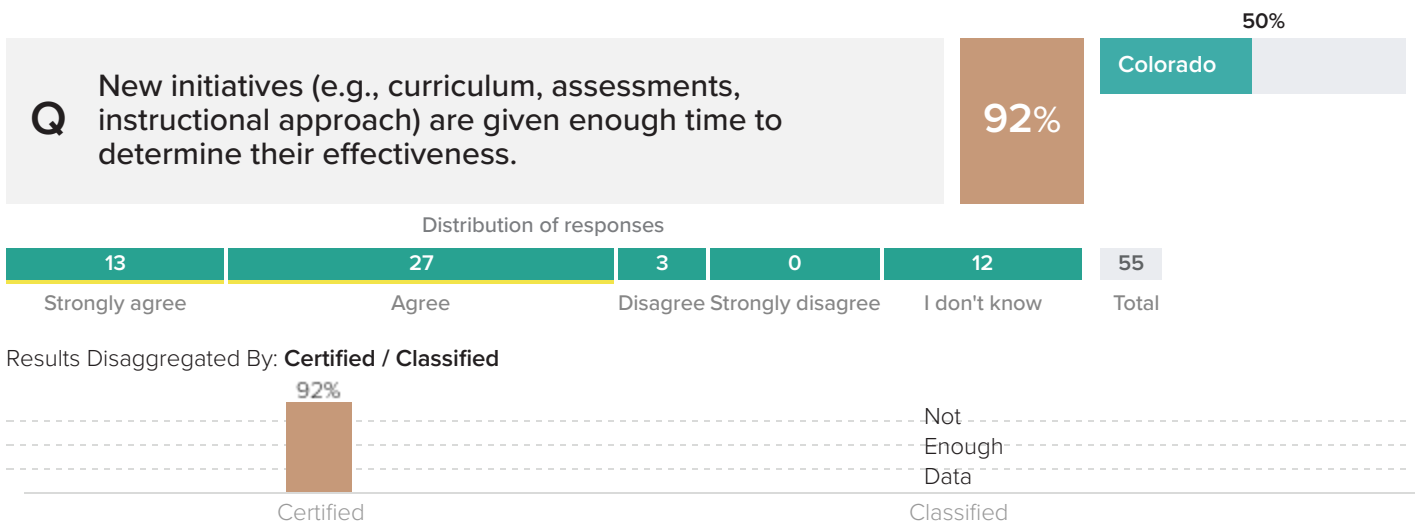 50%
Q
New initiatives (e.g., curriculum, assessments,
instructional approach) are given enough time to
determine their effectiveness.
92%
Colorado
Distribution of responses
13 27 3 0 12 55
Strongly agree Agree Disagree Strongly disagree I don't know Total
Results Disaggregated By: Certified / Classified
92%
Not
Enough
Data
Certified Classified